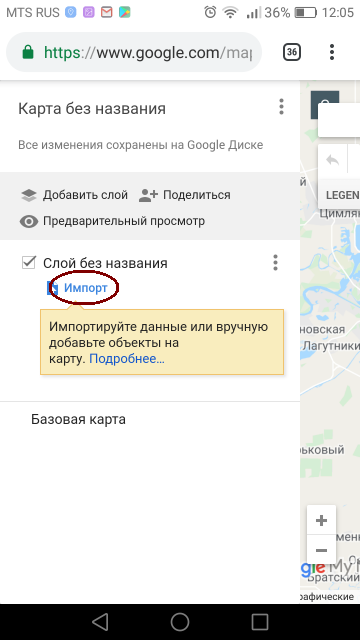 MTS RUS 36% 12:05
https://www.google.com/ma
36
Карта без названия
Все изменения сохранены на Google Диске
Добавить слой Поделиться
Предварительный просмотр
LEGEN
Цимлян
Слой без названия
Импорт
Импортируйте данные или вручную
добавьте объекты на
карту. Подробнее…
новская
Лагутники
Базовая карта
рьковый
+
−
gle My
Братский
афические